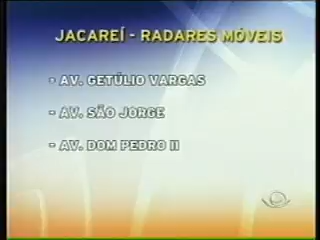 JACAREÍ - RADARES MÓVEIS
- AV. GETÚLIO VARGAS
- AV. SÃO JORGE
- AV. DOM PEDRO II